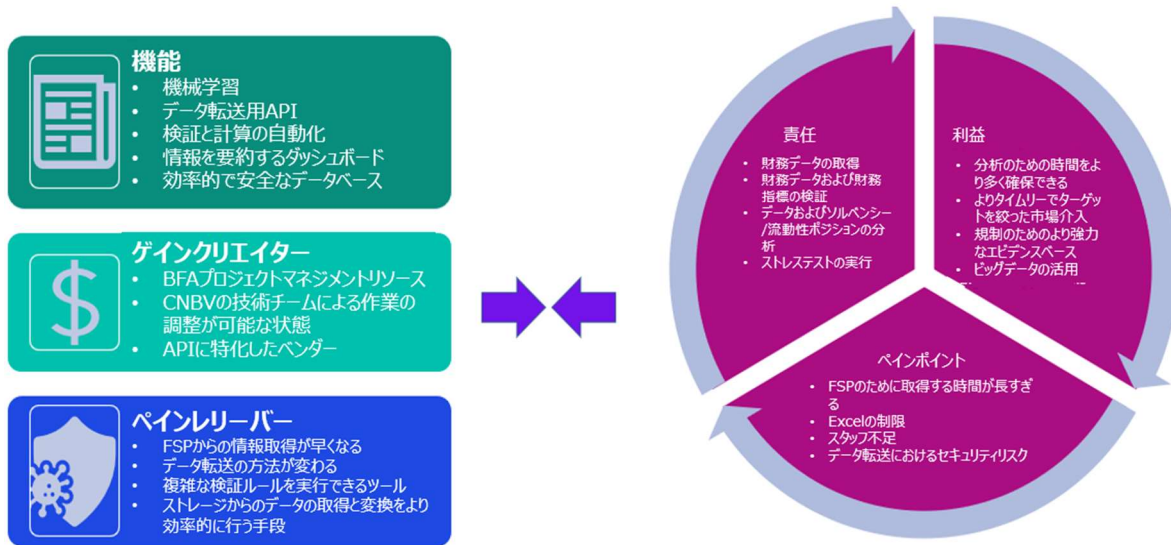 機能
• 機械学習
• データ転送用API
• 検証と計算の自動化
• 情報を要約するダッシュボード
• 効率的で安全なデータベース
ゲインクリエイター
• BFAプロジェクトマネジメントリソース
• CNBVの技術チームによる作業の
調整が可能な状態
• APIに特化したベンダー
ペインレリーバー
• FSPからの情報取得が早くなる
• データ転送の方法が変わる
• 複雑な検証ルールを実行できるツール
• ストレージからのデータの取得と変換をより
効率的に行う手段
責任
• 財務データの取得
• 財務データおよび財務
指標の検証
• データおよびソルベンシー
/流動性ポジションの分
析
• ストレステストの実行
利益
• 分析のための時間をよ
り多く確保できる
• よりタイムリーでターゲッ
トを絞った市場介入
• 規制のためのより強力
なエビデンスベース
• ビッグデータの活用
ペインポイント
• FSPのために取得する時間が長すぎ
る
• Excelの制限
• スタッフ不足
• データ転送におけるセキュリティリスク